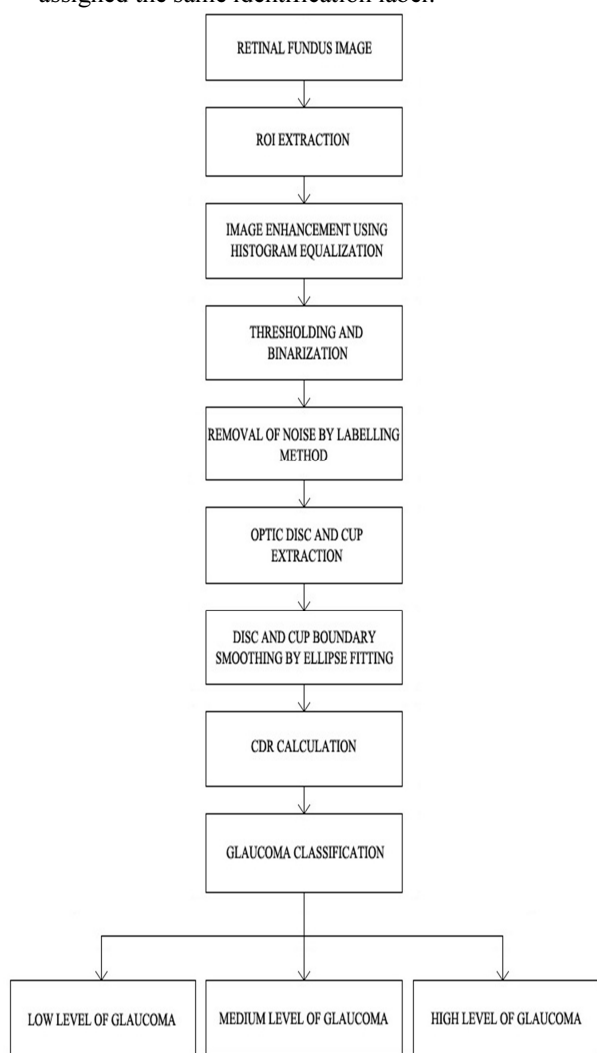 assigned the same identification label.
RETINAL FUNDUS IMAGE
ROI EXTRACTION
IMAGE ENHANCEMENT USING
HISTOGRAM EQUALIZATION
THRESHOLDING AND
BINARIZATION
REMOVAL OF NOISE BY LABELLING
METHOD
OPTIC DISC AND CUP
EXTRACTION
DISC AND CUP BOUNDARY
SMOOTHING BY ELLIPSE FITTING
CDR CALCULATION
GLAUCOMA CLASSIFICATION
LOW LEVEL OF GLAUCOMA
MEDIUM LEVEL OF GLAUCOMA
HIGH LEVEL OF GLAUCOMA